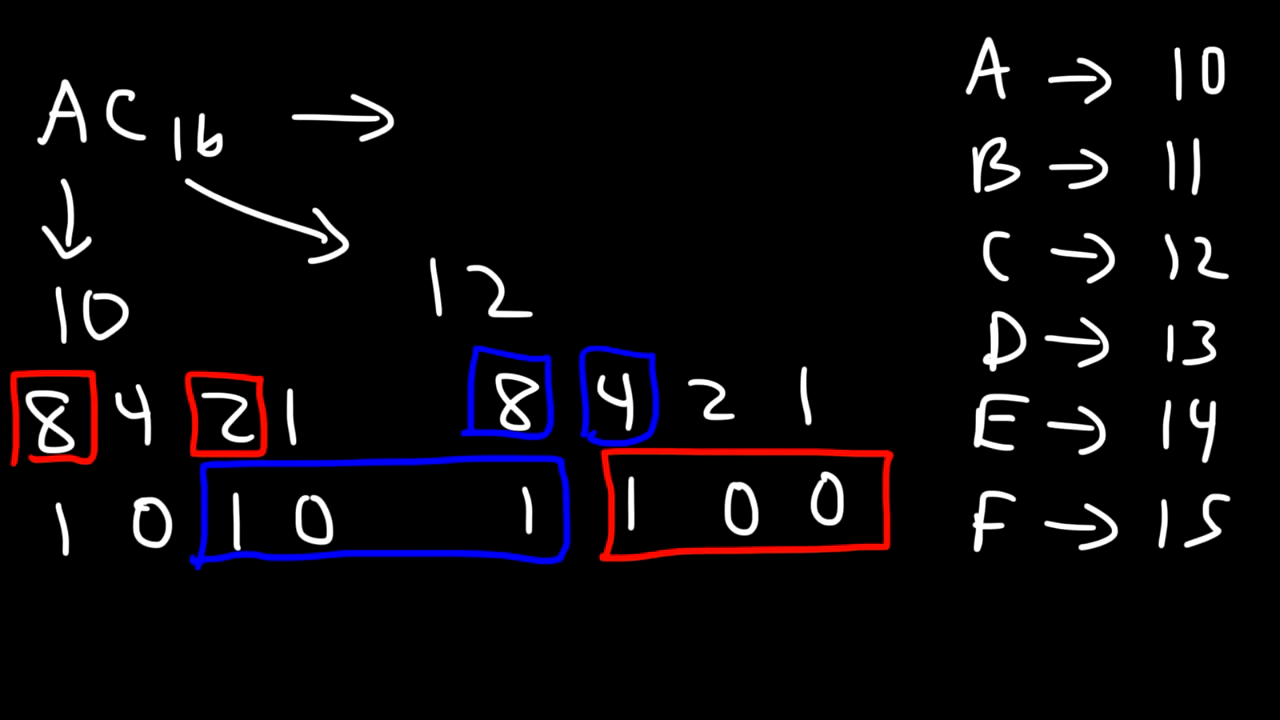 AC₁₆ →
↓ ↘
10 12
8 4 2 1 8 4 2 1
1 0 1 0 1 1 0 0
A → 10
B → 11
C → 12
D → 13
E → 14
F → 15